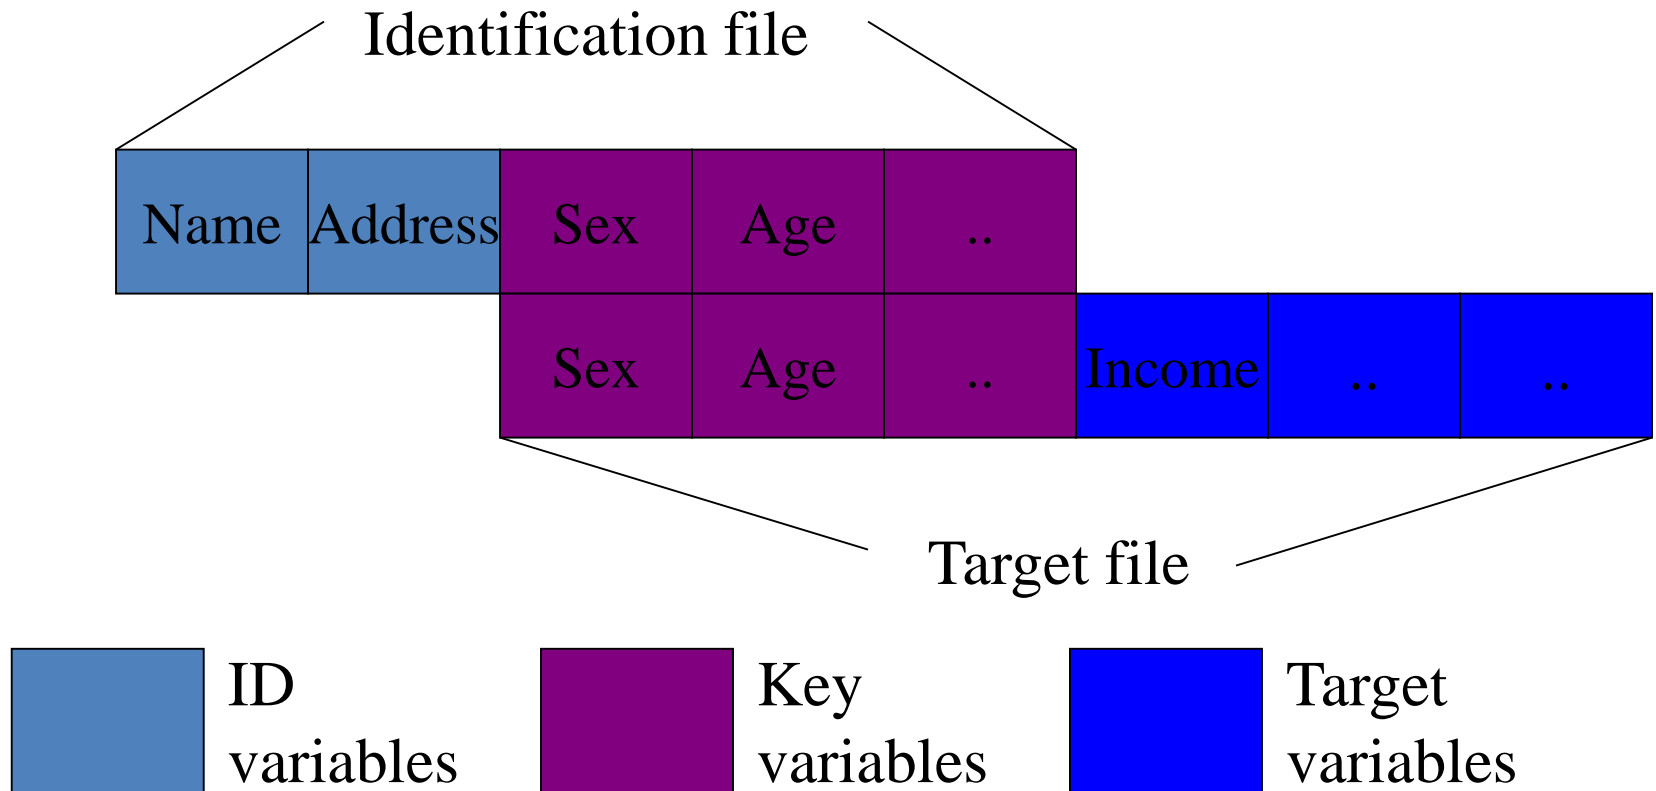 Identification file
Name Address Sex Age ..
Sex Age .. Income .. ..
Target file
ID variables
Key variables
Target variables